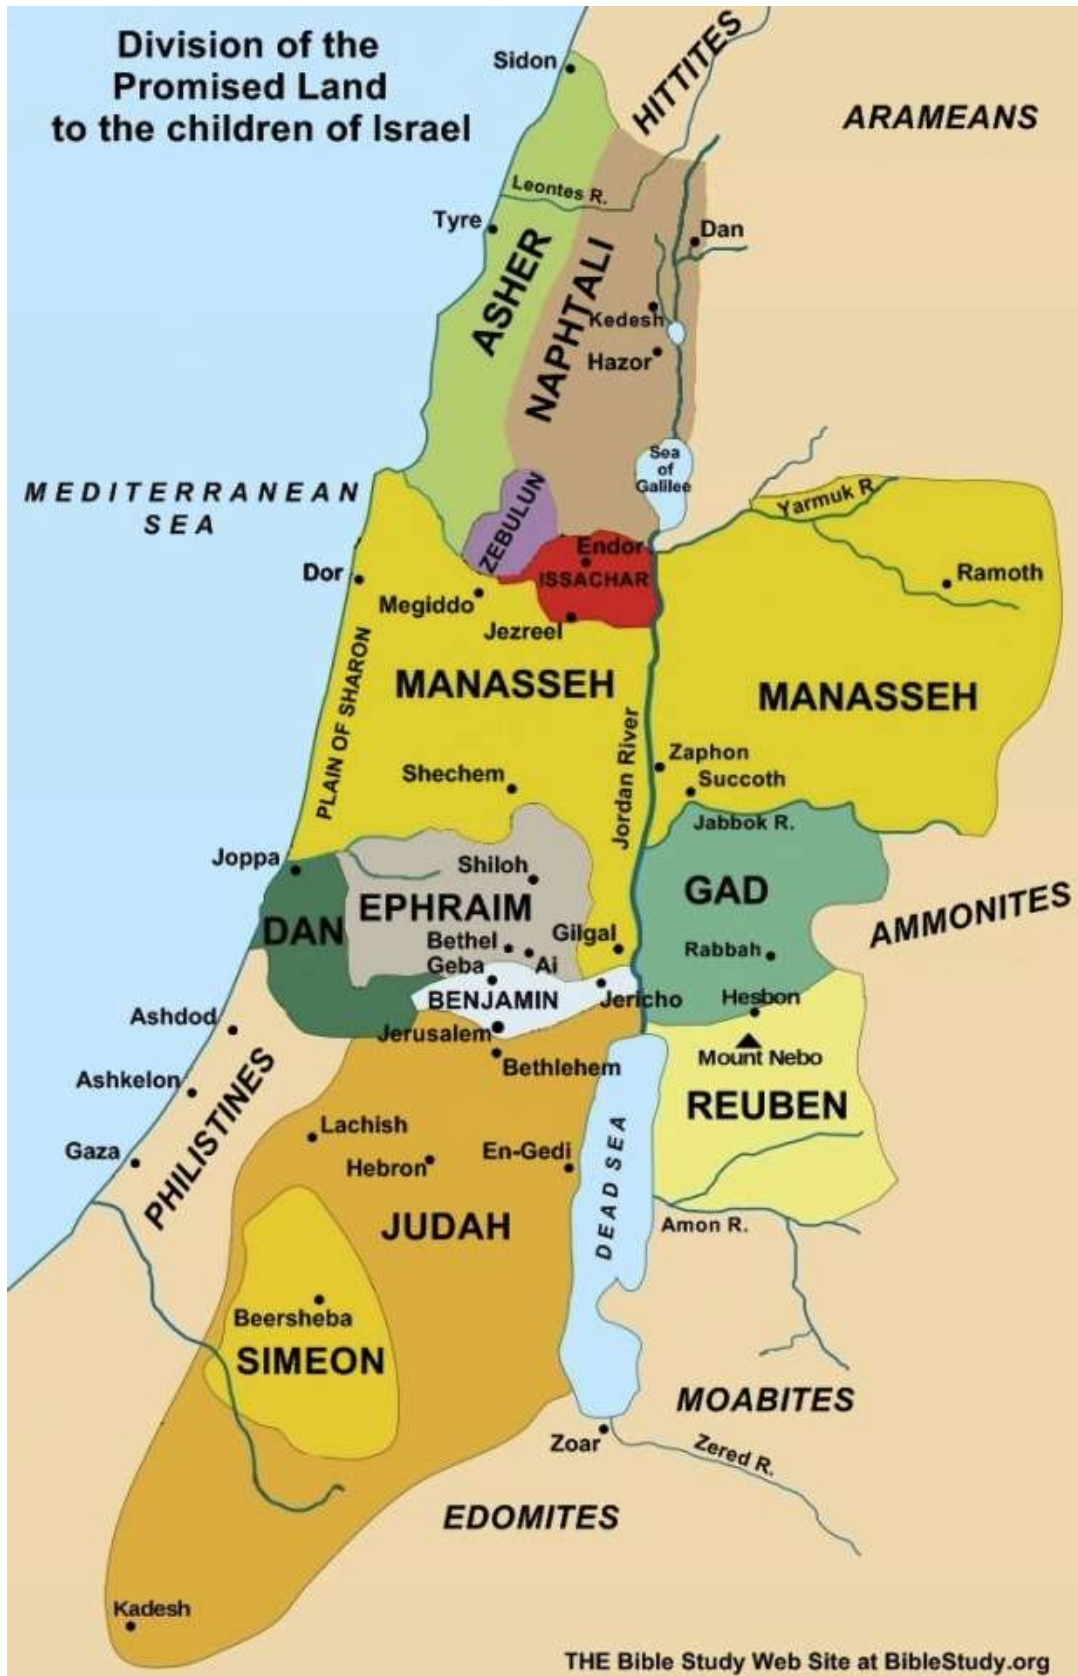 Division of the
Promised Land
to the children of Israel
Sidon
HITTITES
ARAMEANS
Leontes R.
Tyre
Dan
ASHER
NAPHTALI
Kedesh
Hazor
Sea
of
Galilee
MEDITERRANEAN
SEA
Yarmuk R.
ZEBULUN
Endor
ISSACHAR
Dor
Ramoth
Megiddo
Jezreel
PLAIN OF SHARON
MANASSEH
MANASSEH
Jordan River
Zaphon
Shechem
Succoth
Jabbok R.
Joppa
Shiloh
GAD
DAN
EPHRAIM
AMMONITES
Bethel
Gilgal
Rabbah
Geba
Ai
BENJAMIN
Jericho
Hesbon
Ashdod
Jerusalem
Mount Nebo
Bethlehem
Ashkelon
REUBEN
PHILISTINES
Lachish
Gaza
Hebron
En-Gedi
DEAD SEA
JUDAH
Amon R.
Beersheba
SIMEON
MOABITES
Zoar
Zered R.
EDOMITES
Kadesh
THE Bible Study Web Site at BibleStudy.org